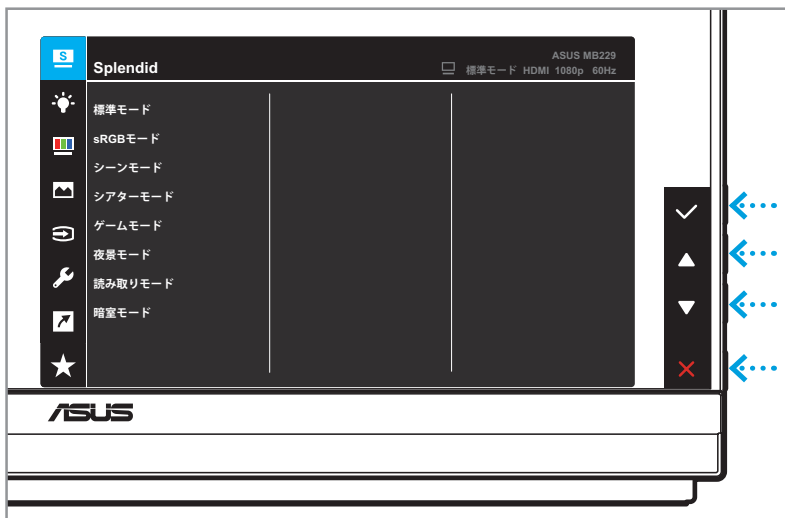 S
Splendid
ASUS MB229
標準モード HDMI 1080p 60Hz
標準モード
sRGBモード
シーンモード
シアターモード
ゲームモード
夜景モード
読み取りモード
暗室モード
ASUS